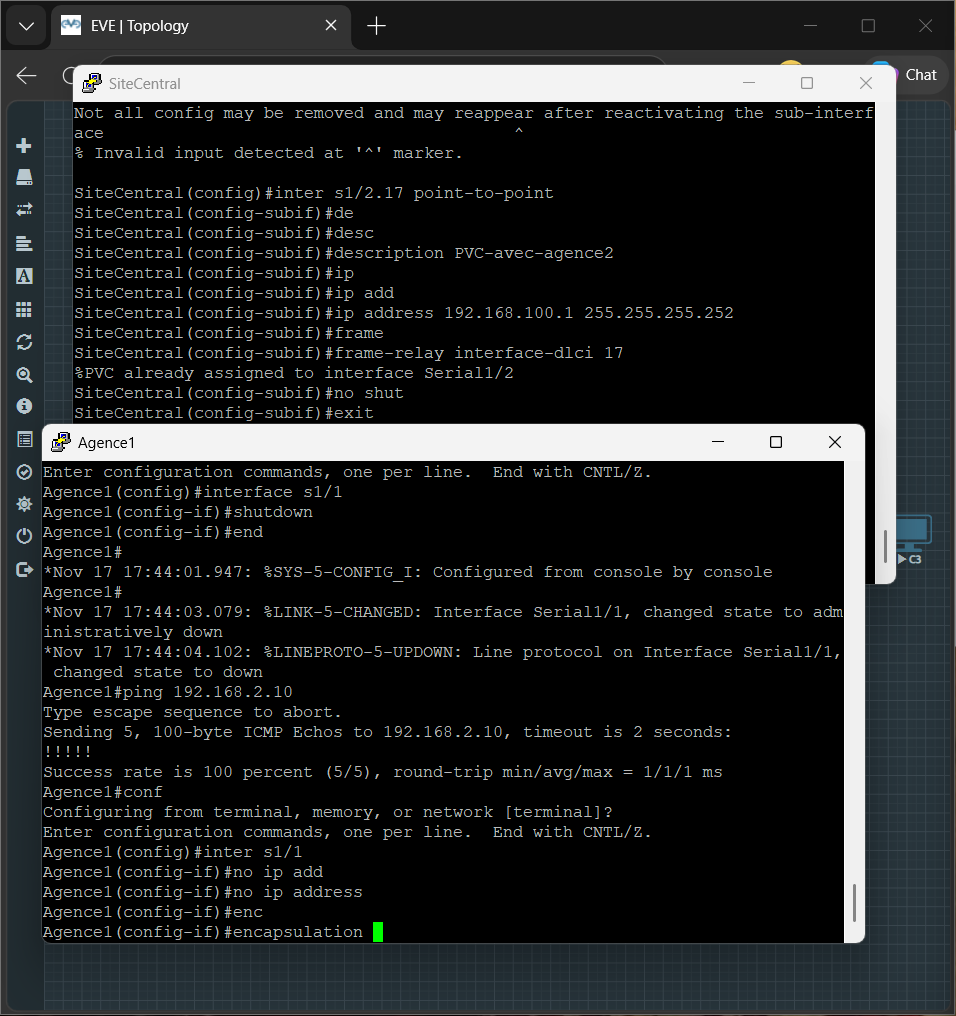 EVE | Topology
Chat
SiteCentral
Not all config may be removed and may reappear after reactivating the sub-interf
ace                                       ^
% Invalid input detected at '^' marker.
SiteCentral(config)#inter s1/2.17 point-to-point
SiteCentral(config-subif)#de
SiteCentral(config-subif)#desc
SiteCentral(config-subif)#description PVC-avec-agence2
SiteCentral(config-subif)#ip
SiteCentral(config-subif)#ip add
SiteCentral(config-subif)#ip address 192.168.100.1 255.255.255.252
SiteCentral(config-subif)#frame
SiteCentral(config-subif)#frame-relay interface-dlci 17
%PVC already assigned to interface Serial1/2
SiteCentral(config-subif)#no shut
SiteCentral(config-subif)#exit
Agence1
Enter configuration commands, one per line.  End with CNTL/Z.
Agence1(config)#interface s1/1
Agence1(config-if)#shutdown
Agence1(config-if)#end
Agence1#
*Nov 17 17:44:01.947: %SYS-5-CONFIG_I: Configured from console by console
Agence1#
*Nov 17 17:44:03.079: %LINK-5-CHANGED: Interface Serial1/1, changed state to adm
inistratively down
*Nov 17 17:44:04.102: %LINEPROTO-5-UPDOWN: Line protocol on Interface Serial1/1,
 changed state to down
Agence1#ping 192.168.2.10
Type escape sequence to abort.
Sending 5, 100-byte ICMP Echos to 192.168.2.10, timeout is 2 seconds:
!!!!!
Success rate is 100 percent (5/5), round-trip min/avg/max = 1/1/1 ms
Agence1#conf
Configuring from terminal, memory, or network [terminal]?
Enter configuration commands, one per line.  End with CNTL/Z.
Agence1(config)#inter s1/1
Agence1(config-if)#no ip add
Agence1(config-if)#no ip address
Agence1(config-if)#enc
Agence1(config-if)#encapsulation
C3